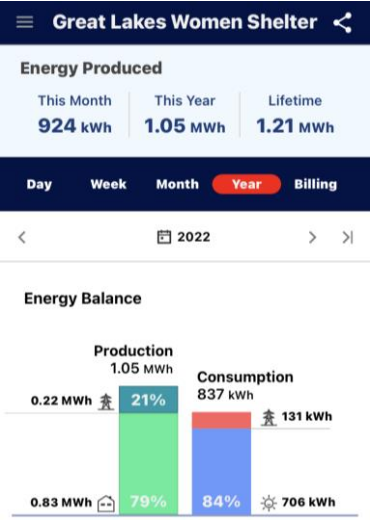 Great Lakes Women Shelter
Energy Produced
This Month This Year Lifetime
924 kWh 1.05 MWh 1.21 MWh
Day Week Month Year Billing
2022
Energy Balance
Production
1.05 MWh
Consumption
837 kWh
0.22 MWh 21%
131 kWh
0.83 MWh 79% 84% 706 kWh